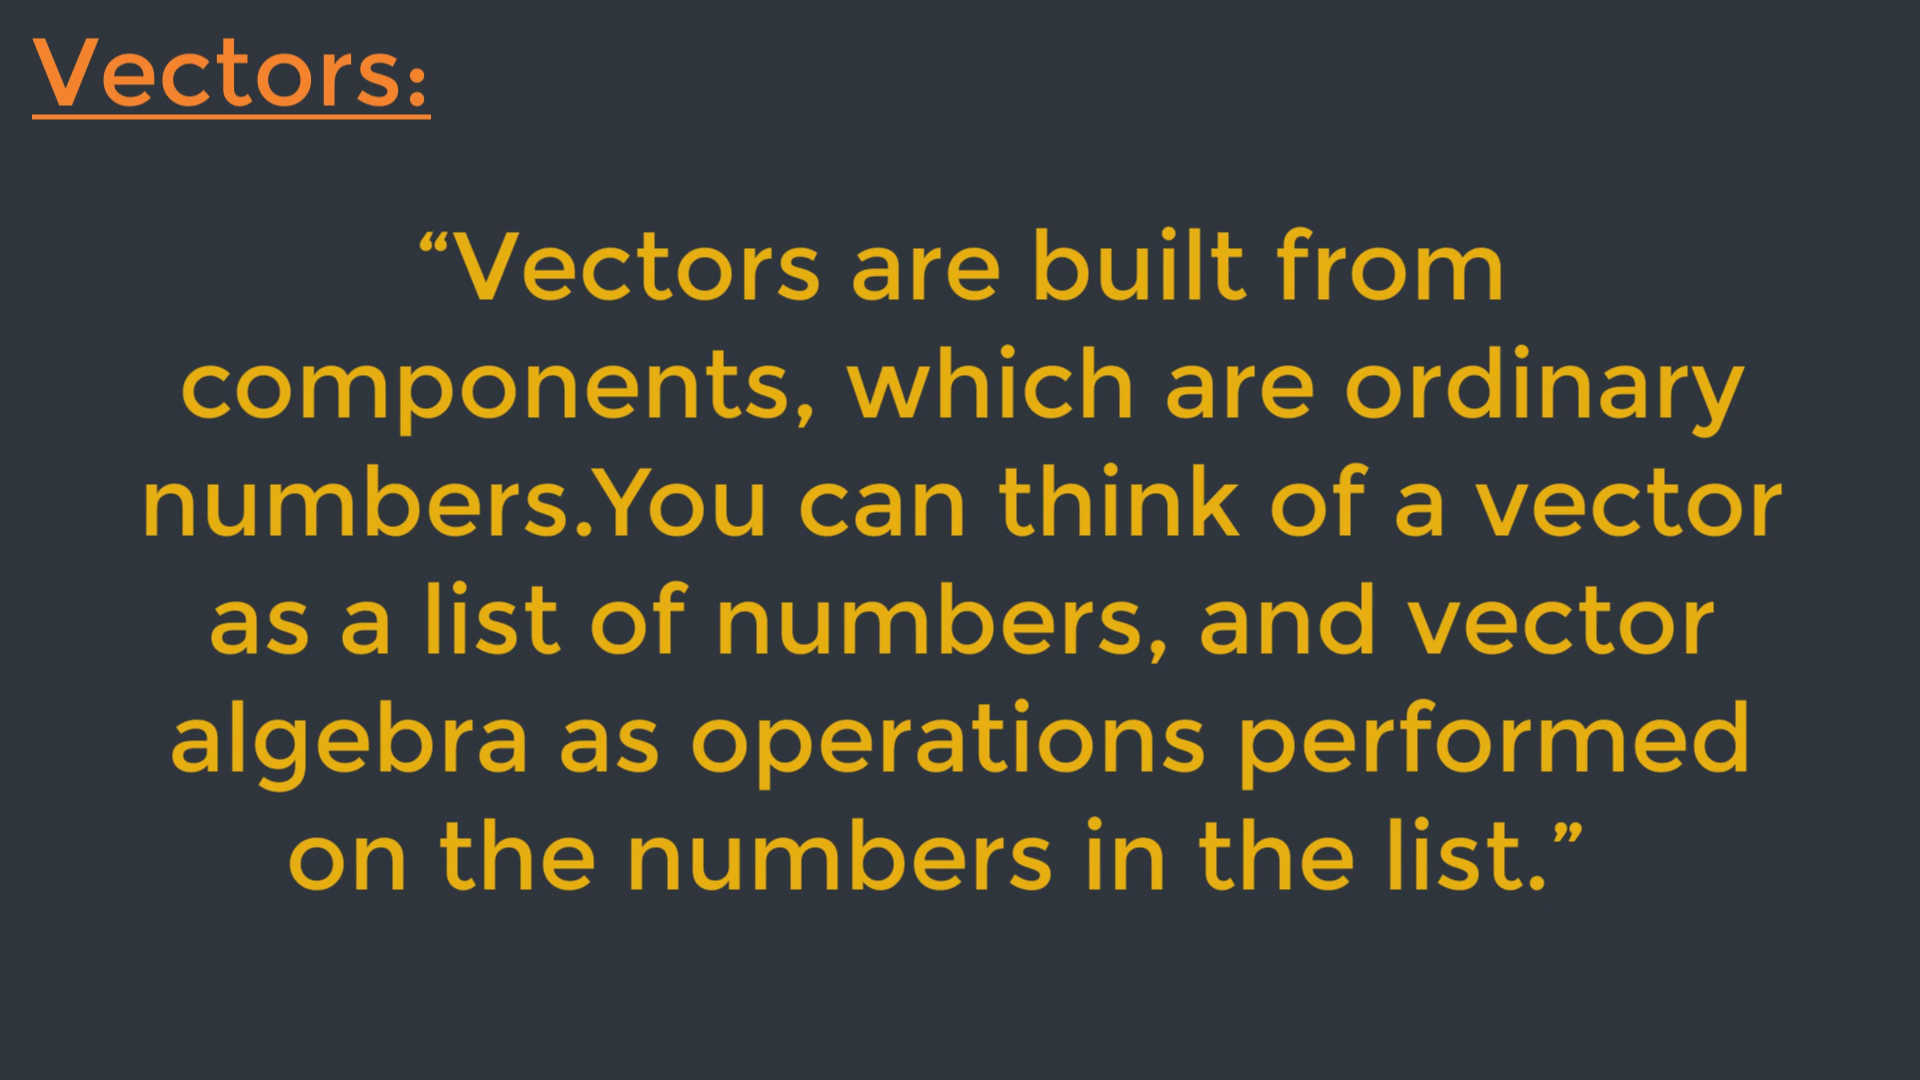 Vectors:
“Vectors are built from
components, which are ordinary
numbers.You can think of a vector
as a list of numbers, and vector
algebra as operations performed
on the numbers in the list.”